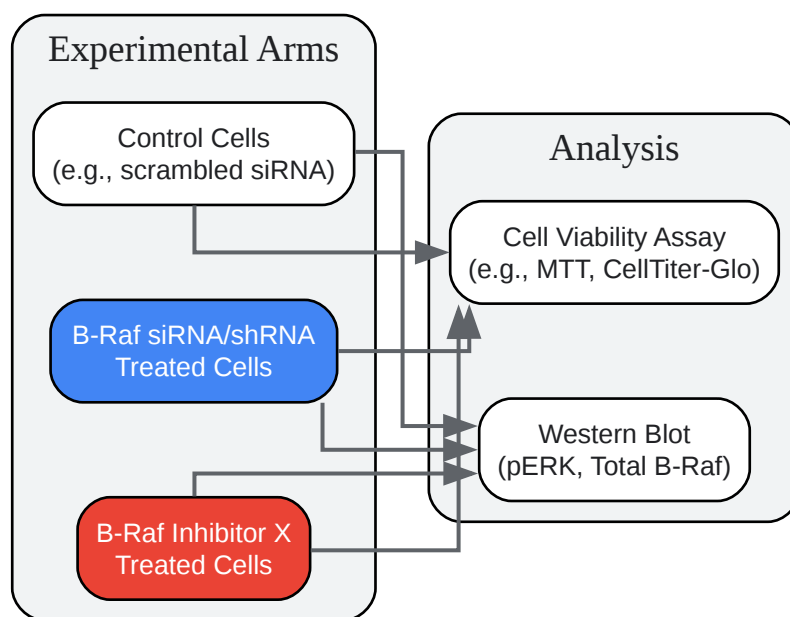 Experimental Arms
Control Cells
(e.g., scrambled siRNA)
B-Raf siRNA/shRNA
Treated Cells
B-Raf Inhibitor X
Treated Cells
Analysis
Cell Viability Assay
(e.g., MTT, CellTiter-Glo)
Western Blot
(pERK, Total B-Raf)